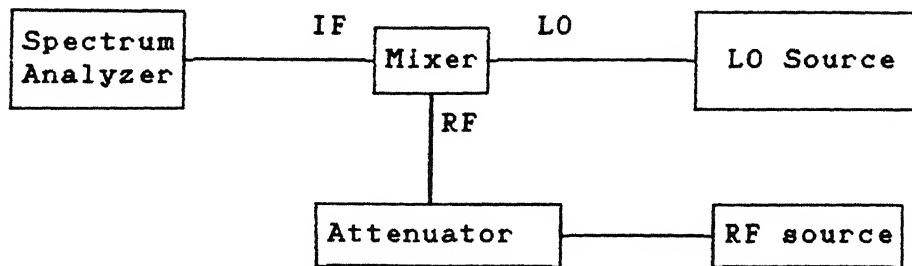 IF
LO
Spectrum
Analyzer
Mixer
LO Source
RF
Attenuator
RF source